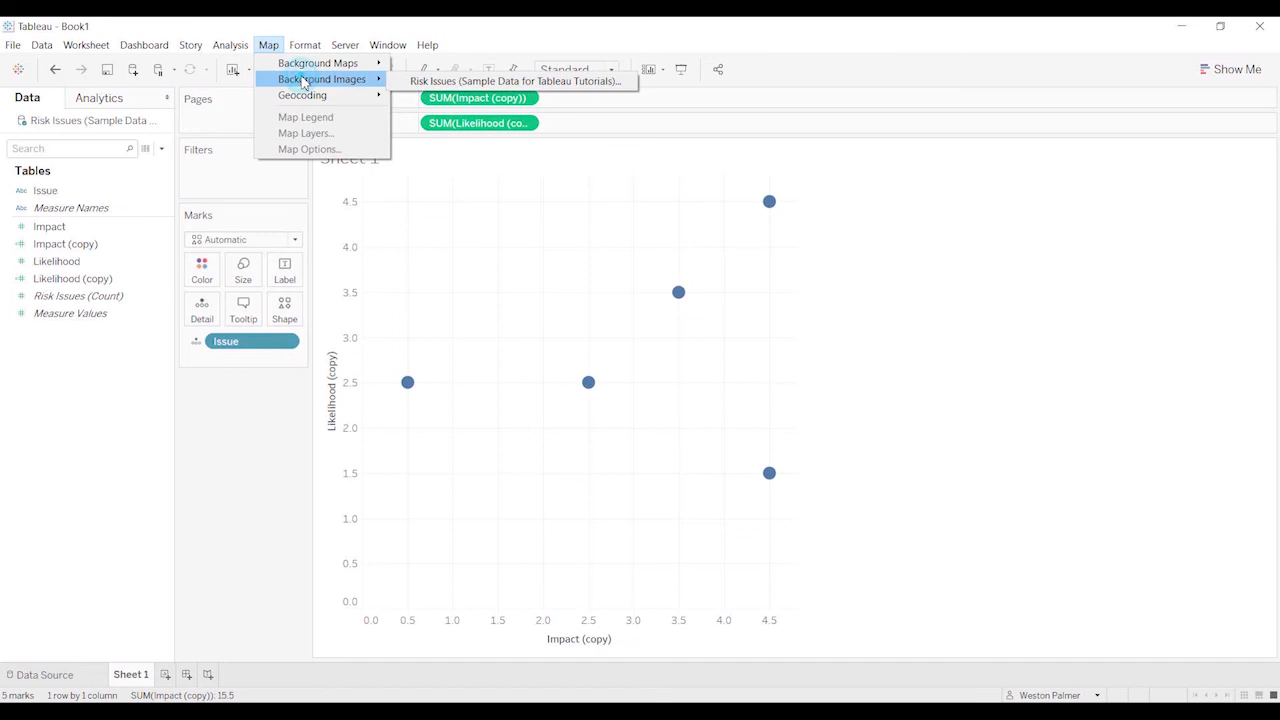 Tableau - Book1
File Data Worksheet Dashboard Story Analysis Map Format Server Window Help
Standard
Show Me
Background Maps
Background Images
Geocoding
Map Legend
Map Layers...
Map Options...
Risk Issues (Sample Data for Tableau Tutorials)...
Data Analytics
Risk Issues (Sample Data ...
Search
Tables
Abc Issue
Abc Measure Names
Impact
Impact (copy)
Likelihood
Likelihood (copy)
Risk Issues (Count)
Measure Values
Pages
Filters
Marks
Automatic
Color Size Label
Detail Tooltip Shape
Issue
SUM(Impact (copy))
SUM(Likelihood (co..
Sheet 1
4.5
4.0
3.5
3.0
2.5
2.0
1.5
1.0
0.5
0.0
Likelihood (copy)
0.0 0.5 1.0 1.5 2.0 2.5 3.0 3.5 4.0 4.5
Impact (copy)
Data Source Sheet 1
5 marks 1 row by 1 column SUM(Impact (copy)): 15.5
Weston Palmer